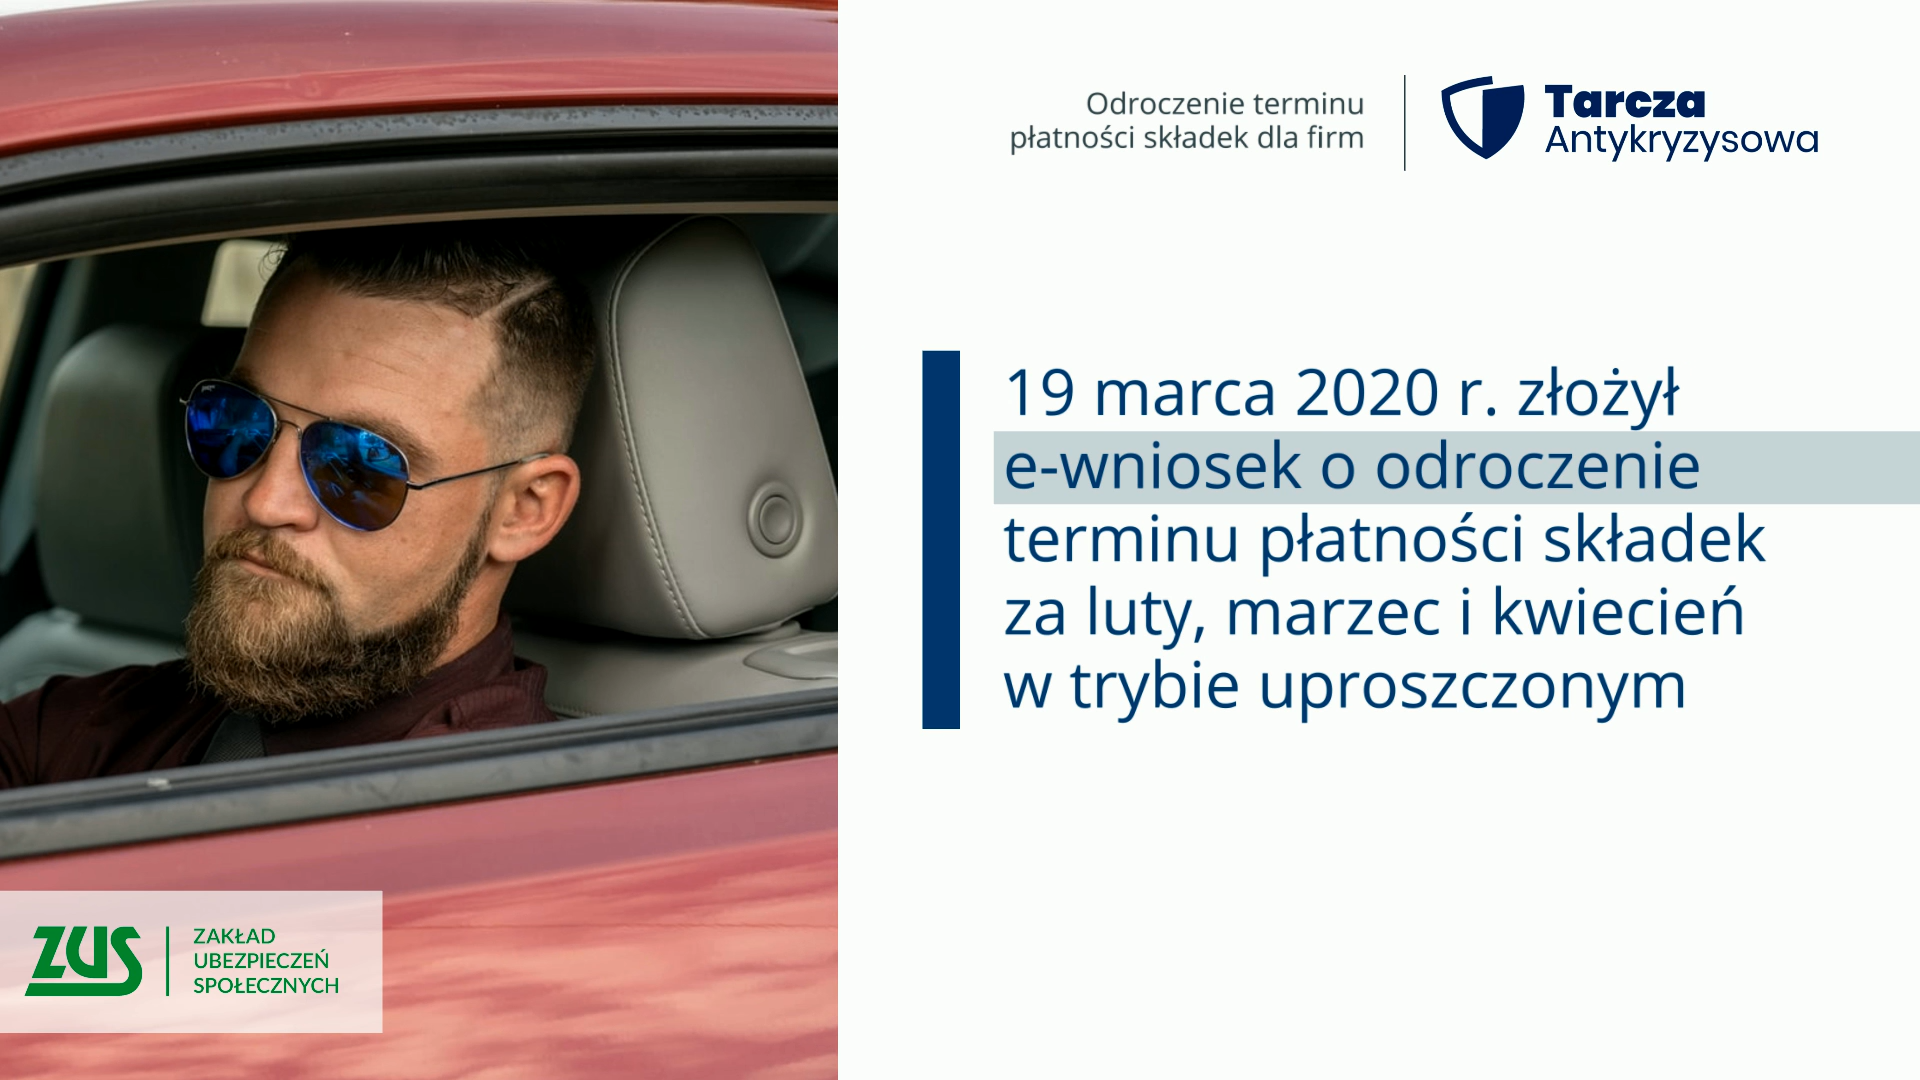 Odroczenie terminu
płatności składek dla firm
Tarcza
Antykryzysowa
19 marca 2020 r. złożył
e-wniosek o odroczenie
terminu płatności składek
za luty, marzec i kwiecień
w trybie uproszczonym
ZUS
ZAKŁAD
UBEZPIECZEŃ
SPOŁECZNYCH